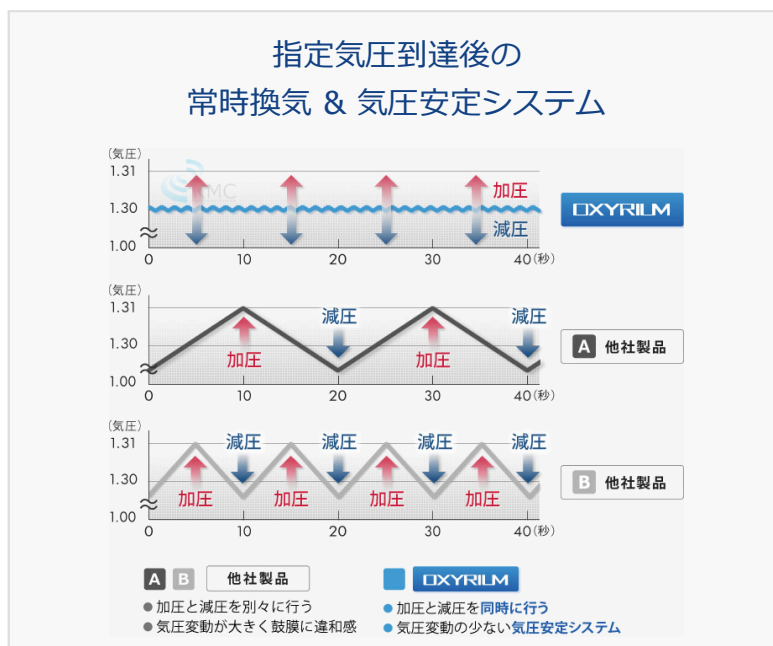 指定気圧到達後の
常時換気 & 気圧安定システム
(気圧)
1.31
MC
加圧
1.30
減圧
1.00
0 10 20 30 40(秒)
OXYRILM
(気圧)
1.31
減圧 減圧
1.30
加圧 加圧
1.00
0 10 20 30 40(秒)
A 他社製品
(気圧)
1.31
減圧 減圧 減圧 減圧
1.30
加圧 加圧 加圧 加圧
1.00
0 10 20 30 40(秒)
B 他社製品
A B 他社製品
● 加圧と減圧を別々に行う
● 気圧変動が大きく鼓膜に違和感
OXYRILM
● 加圧と減圧を同時に行う
● 気圧変動の少ない気圧安定システム